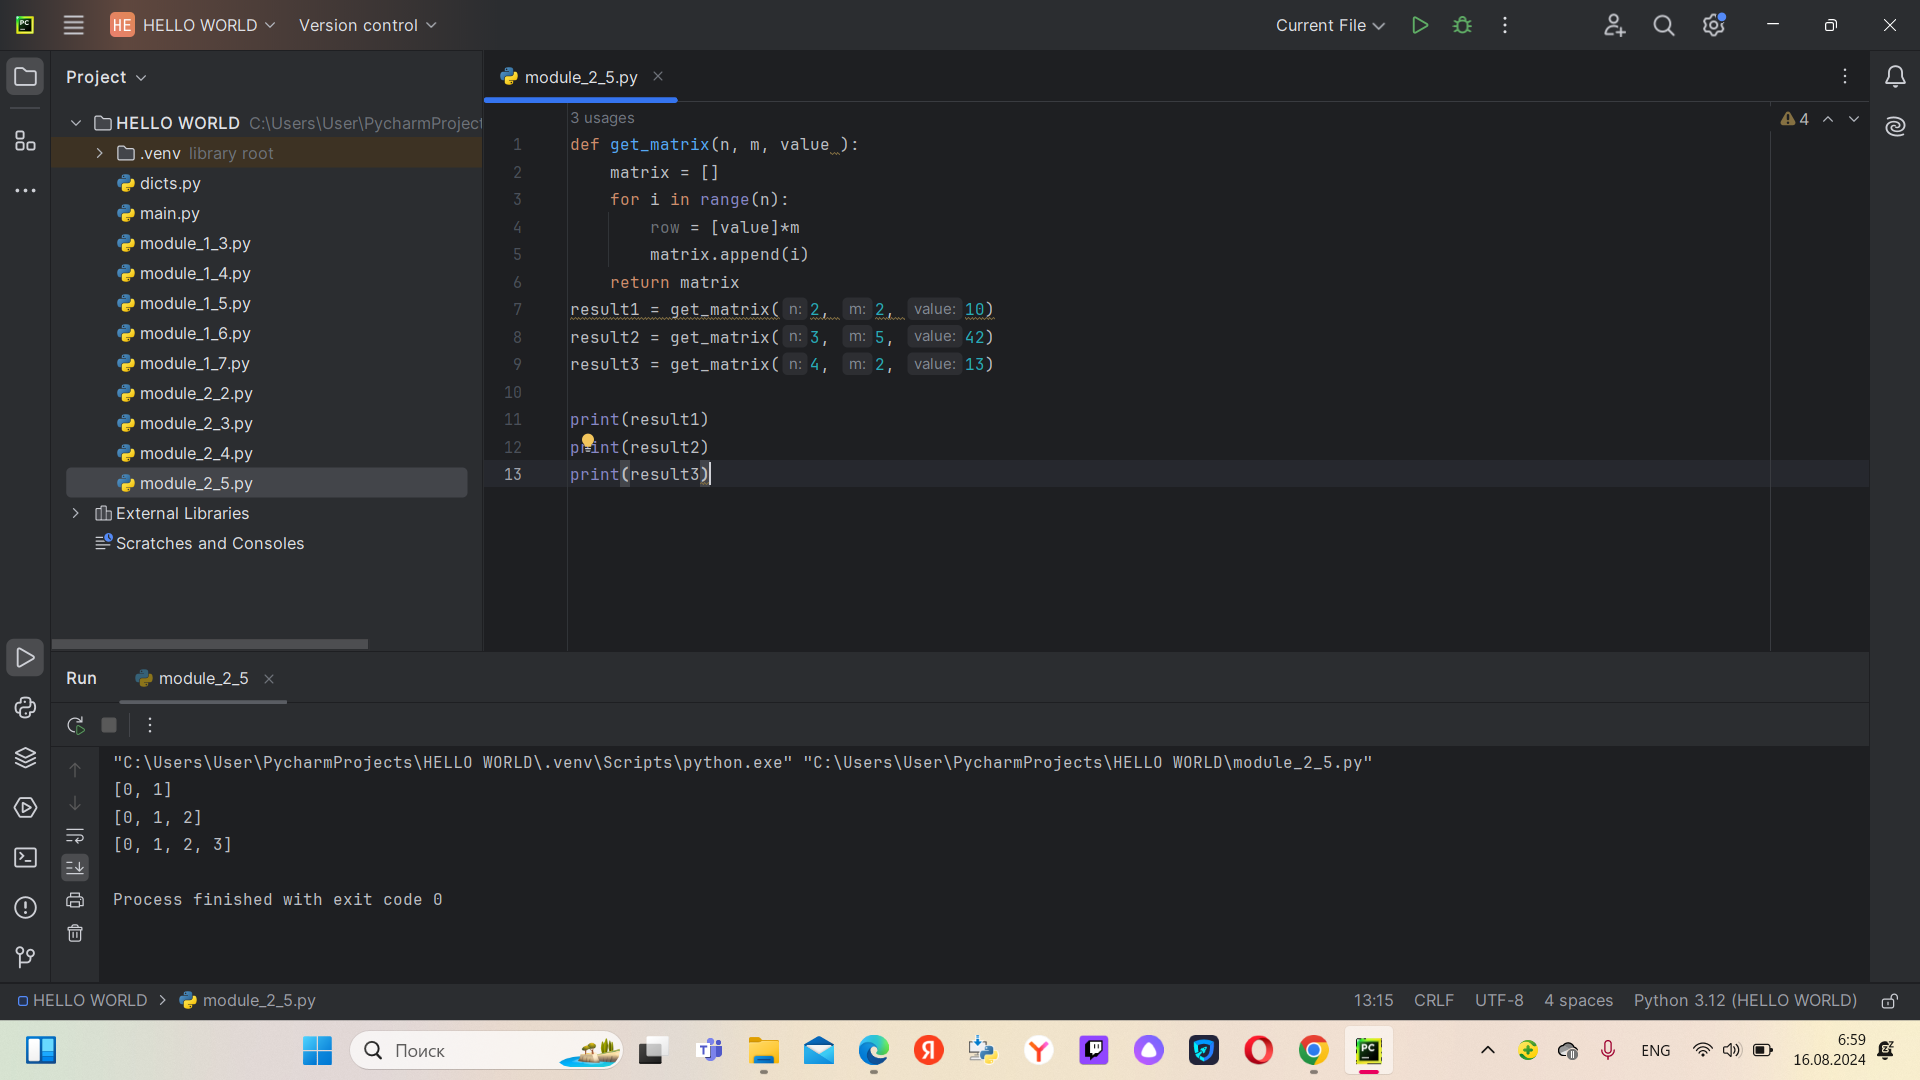 HE HELLO WORLD Version control Current File
Project
module_2_5.py
HELLO WORLD C:\Users\User\PycharmProject
.venv library root
dicts.py
main.py
module_1_3.py
module_1_4.py
module_1_5.py
module_1_6.py
module_1_7.py
module_2_2.py
module_2_3.py
module_2_4.py
module_2_5.py
External Libraries
Scratches and Consoles
3 usages
4
1 def get_matrix(n, m, value ):
2 matrix = []
3 for i in range(n):
4 row = [value]*m
5 matrix.append(i)
6 return matrix
7 result1 = get_matrix( n: 2, m: 2, value: 10)
8 result2 = get_matrix( n: 3, m: 5, value: 42)
9 result3 = get_matrix( n: 4, m: 2, value: 13)
10
11 print(result1)
12 print(result2)
13 print(result3)
Run module_2_5
"C:\Users\User\PycharmProjects\HELLO WORLD\.venv\Scripts\python.exe" "C:\Users\User\PycharmProjects\HELLO WORLD\module_2_5.py"
[0, 1]
[0, 1, 2]
[0, 1, 2, 3]
Process finished with exit code 0
HELLO WORLD > module_2_5.py 13:15 CRLF UTF-8 4 spaces Python 3.12 (HELLO WORLD)
Поиск
ENG
6:59
16.08.2024